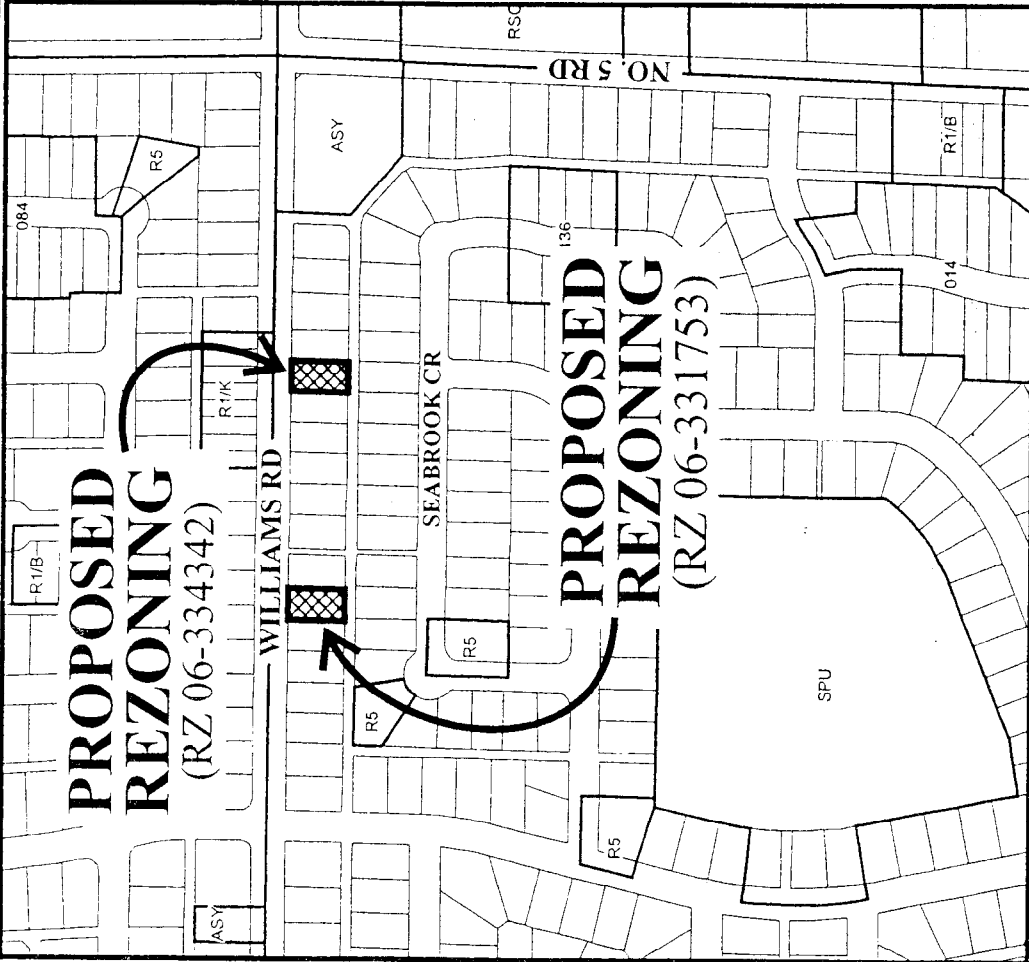 PROPOSED
REZONING
(RZ 06-334342)
PROPOSED
REZONING
(RZ 06-331753)
WILLIAMS RD
SEABROOK CR
NO. 5 RD
084
R5
R1/K
R1/B
ASY
ASY
RSC
136
R1/B
014
R5
R5
R5
SPU